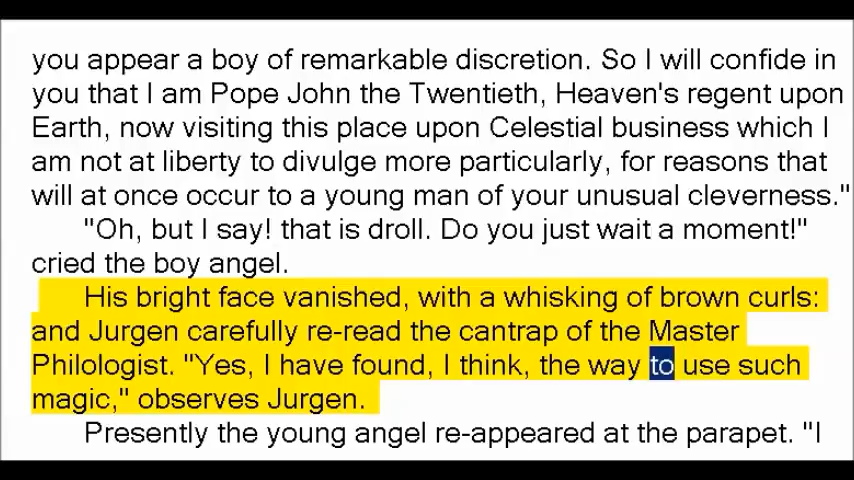 you appear a boy of remarkable discretion. So I will confide in
you that I am Pope John the Twentieth, Heaven's regent upon
Earth, now visiting this place upon Celestial business which I
am not at liberty to divulge more particularly, for reasons that
will at once occur to a young man of your unusual cleverness."
"Oh, but I say! that is droll. Do you just wait a moment!"
cried the boy angel.
His bright face vanished, with a whisking of brown curls:
and Jurgen carefully re-read the cantrap of the Master
Philologist. "Yes, I have found, I think, the way to use such
magic," observes Jurgen.
Presently the young angel re-appeared at the parapet. "I